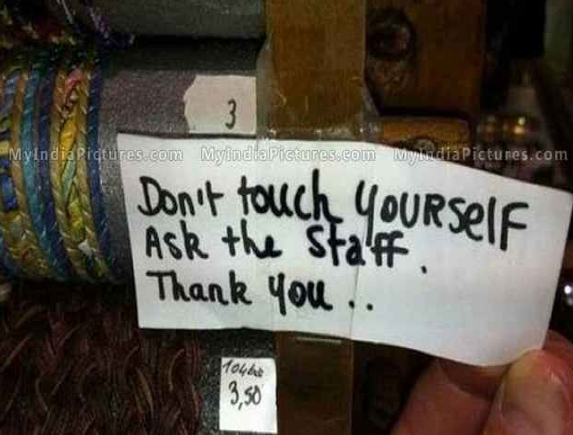 3
MyIndiaPictures.com MyIndiaPictures.com MyIndiaPictures.com
Don't touch YOURSELF
Ask the Staff.
Thank you ..
3,50